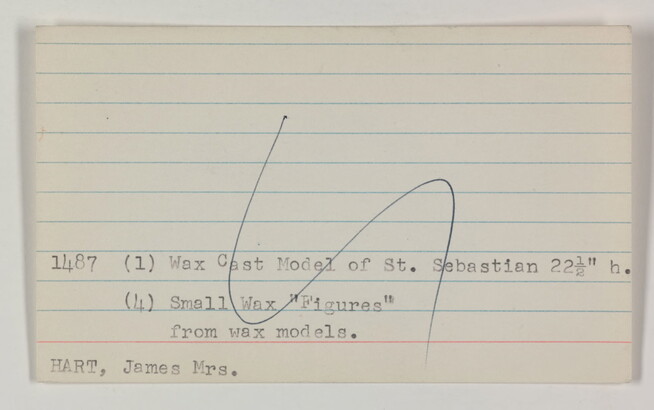 1487 (1) Wax Cast Model of St. Sebastian 22½" h.
(4) Small Wax "Figures"
from wax models.
HART, James Mrs.